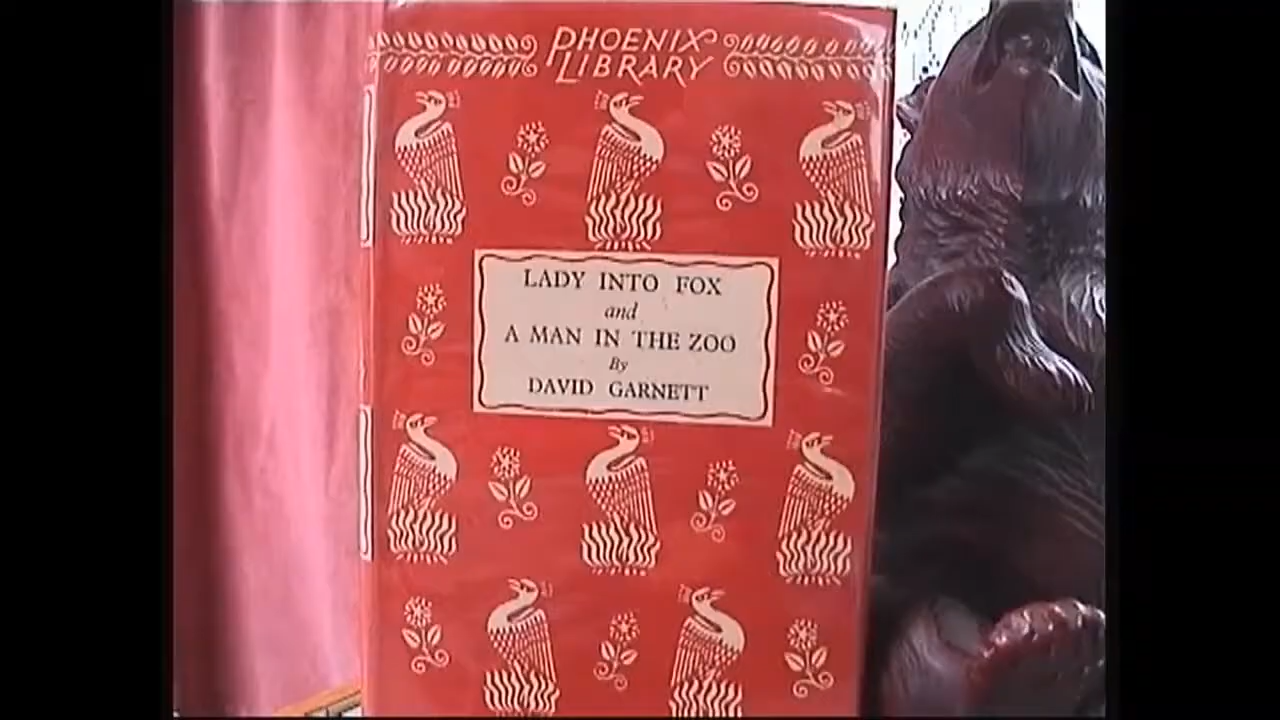 PHOENIX
LIBRARY
LADY INTO FOX
and
A MAN IN THE ZOO
By
DAVID GARNETT